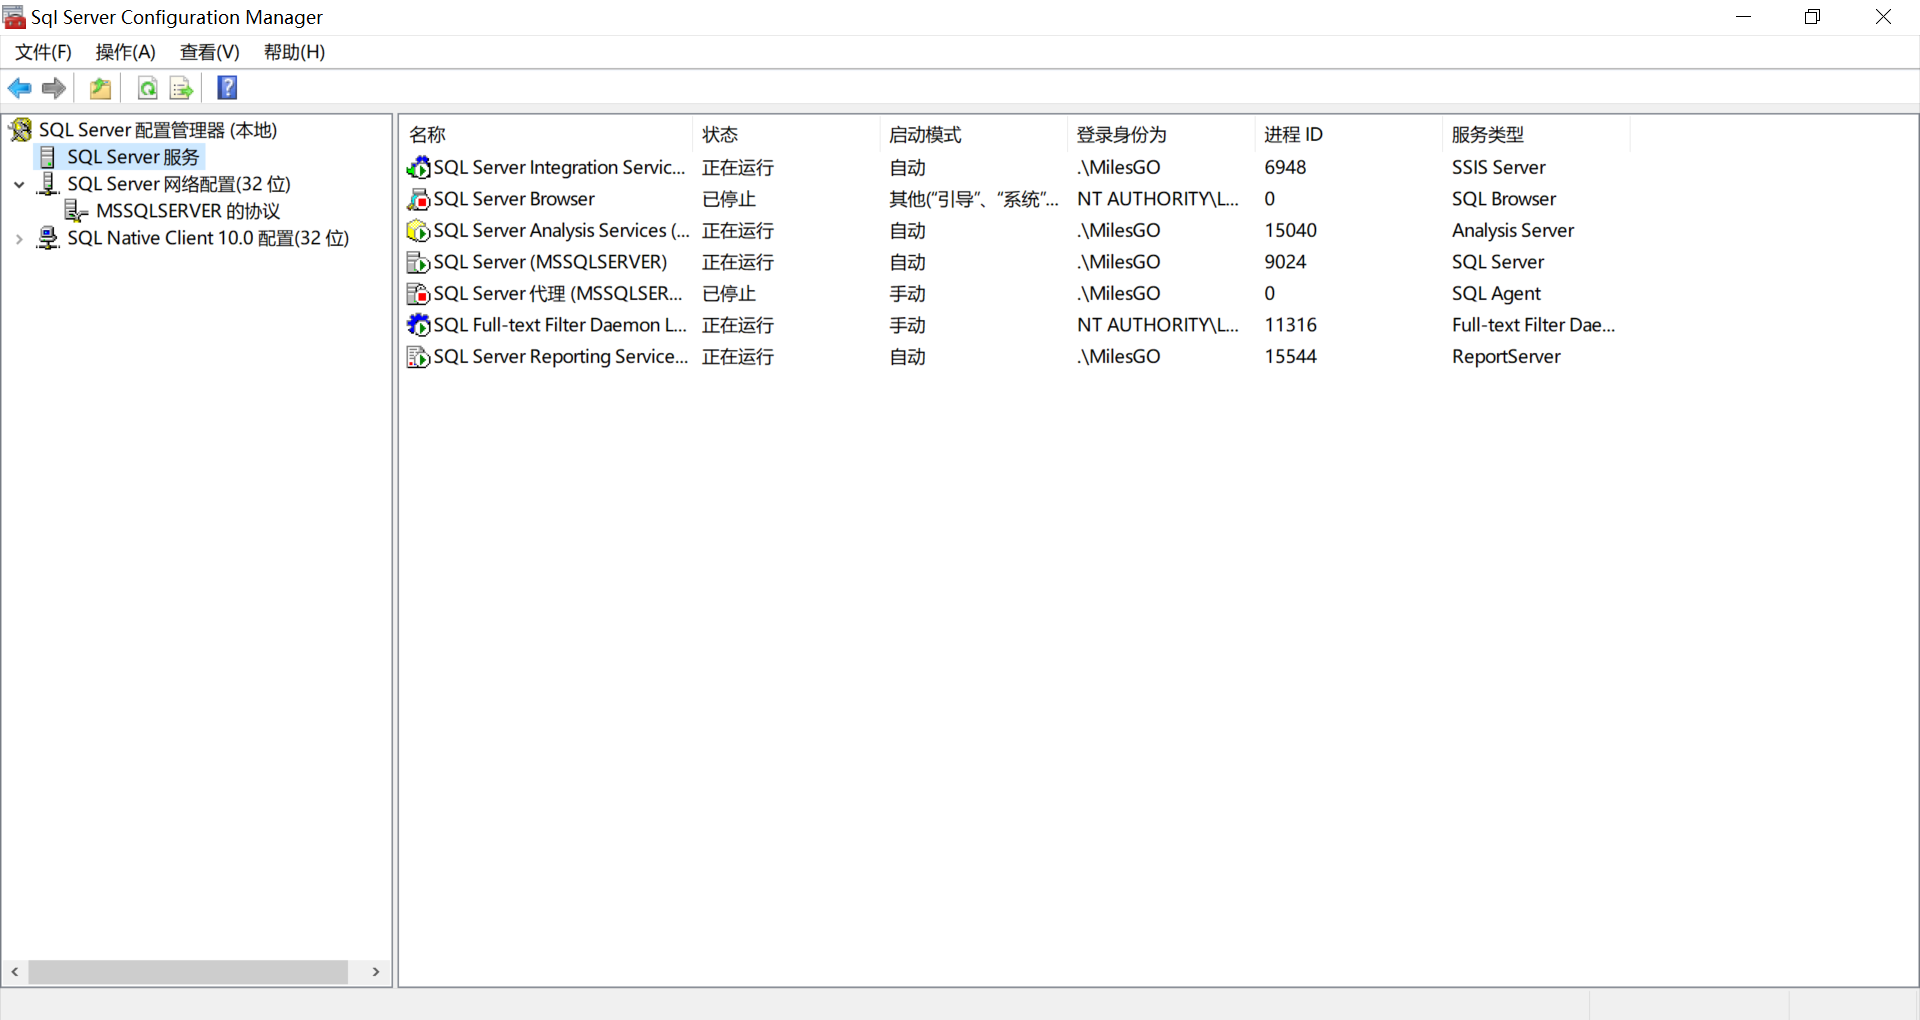 Sql Server Configuration Manager
文件(F) 操作(A) 查看(V) 帮助(H)
SQL Server 配置管理器 (本地)
SQL Server 服务
SQL Server 网络配置(32 位)
MSSQLSERVER 的协议
SQL Native Client 10.0 配置(32 位)
名称 状态 启动模式 登录身份为 进程 ID 服务类型
SQL Server Integration Servic... 正在运行 自动 .\MilesGO 6948 SSIS Server
SQL Server Browser 已停止 其他("引导"、"系统"... NT AUTHORITY\L... 0 SQL Browser
SQL Server Analysis Services (... 正在运行 自动 .\MilesGO 15040 Analysis Server
SQL Server (MSSQLSERVER) 正在运行 自动 .\MilesGO 9024 SQL Server
SQL Server 代理 (MSSQLSER... 已停止 手动 .\MilesGO 0 SQL Agent
SQL Full-text Filter Daemon L... 正在运行 手动 NT AUTHORITY\L... 11316 Full-text Filter Dae...
SQL Server Reporting Service... 正在运行 自动 .\MilesGO 15544 ReportServer